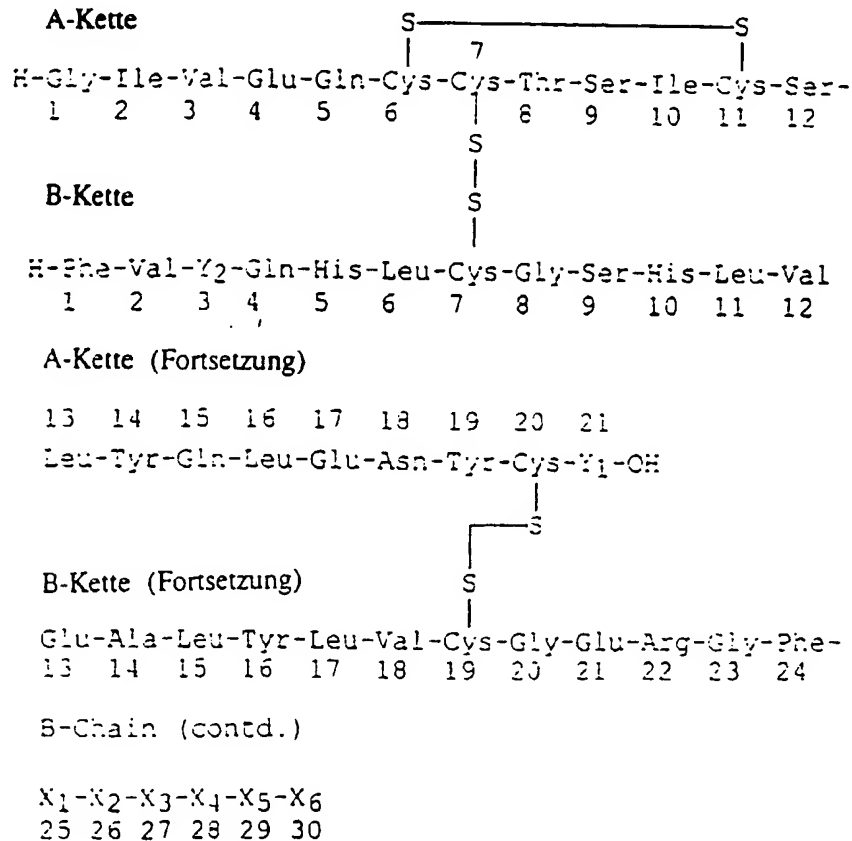 A-Kette
S S
7
H-Gly-Ile-Val-Glu-Gln-Cys-Cys-Thr-Ser-Ile-Cys-Ser-
1 2 3 4 5 6 8 9 10 11 12
S
S
B-Kette
H-Phe-Val-Y2-Gln-His-Leu-Cys-Gly-Ser-His-Leu-Val
1 2 3 4 5 6 7 8 9 10 11 12
A-Kette (Fortsetzung)
13 14 15 16 17 18 19 20 21
Leu-Tyr-Gln-Leu-Glu-Asn-Tyr-Cys-Y1-OH
S
S
B-Kette (Fortsetzung)
Glu-Ala-Leu-Tyr-Leu-Val-Cys-Gly-Glu-Arg-Gly-Phe-
13 14 15 16 17 18 19 20 21 22 23 24
B-Chain (contd.)
X1-X2-X3-X4-X5-X6
25 26 27 28 29 30